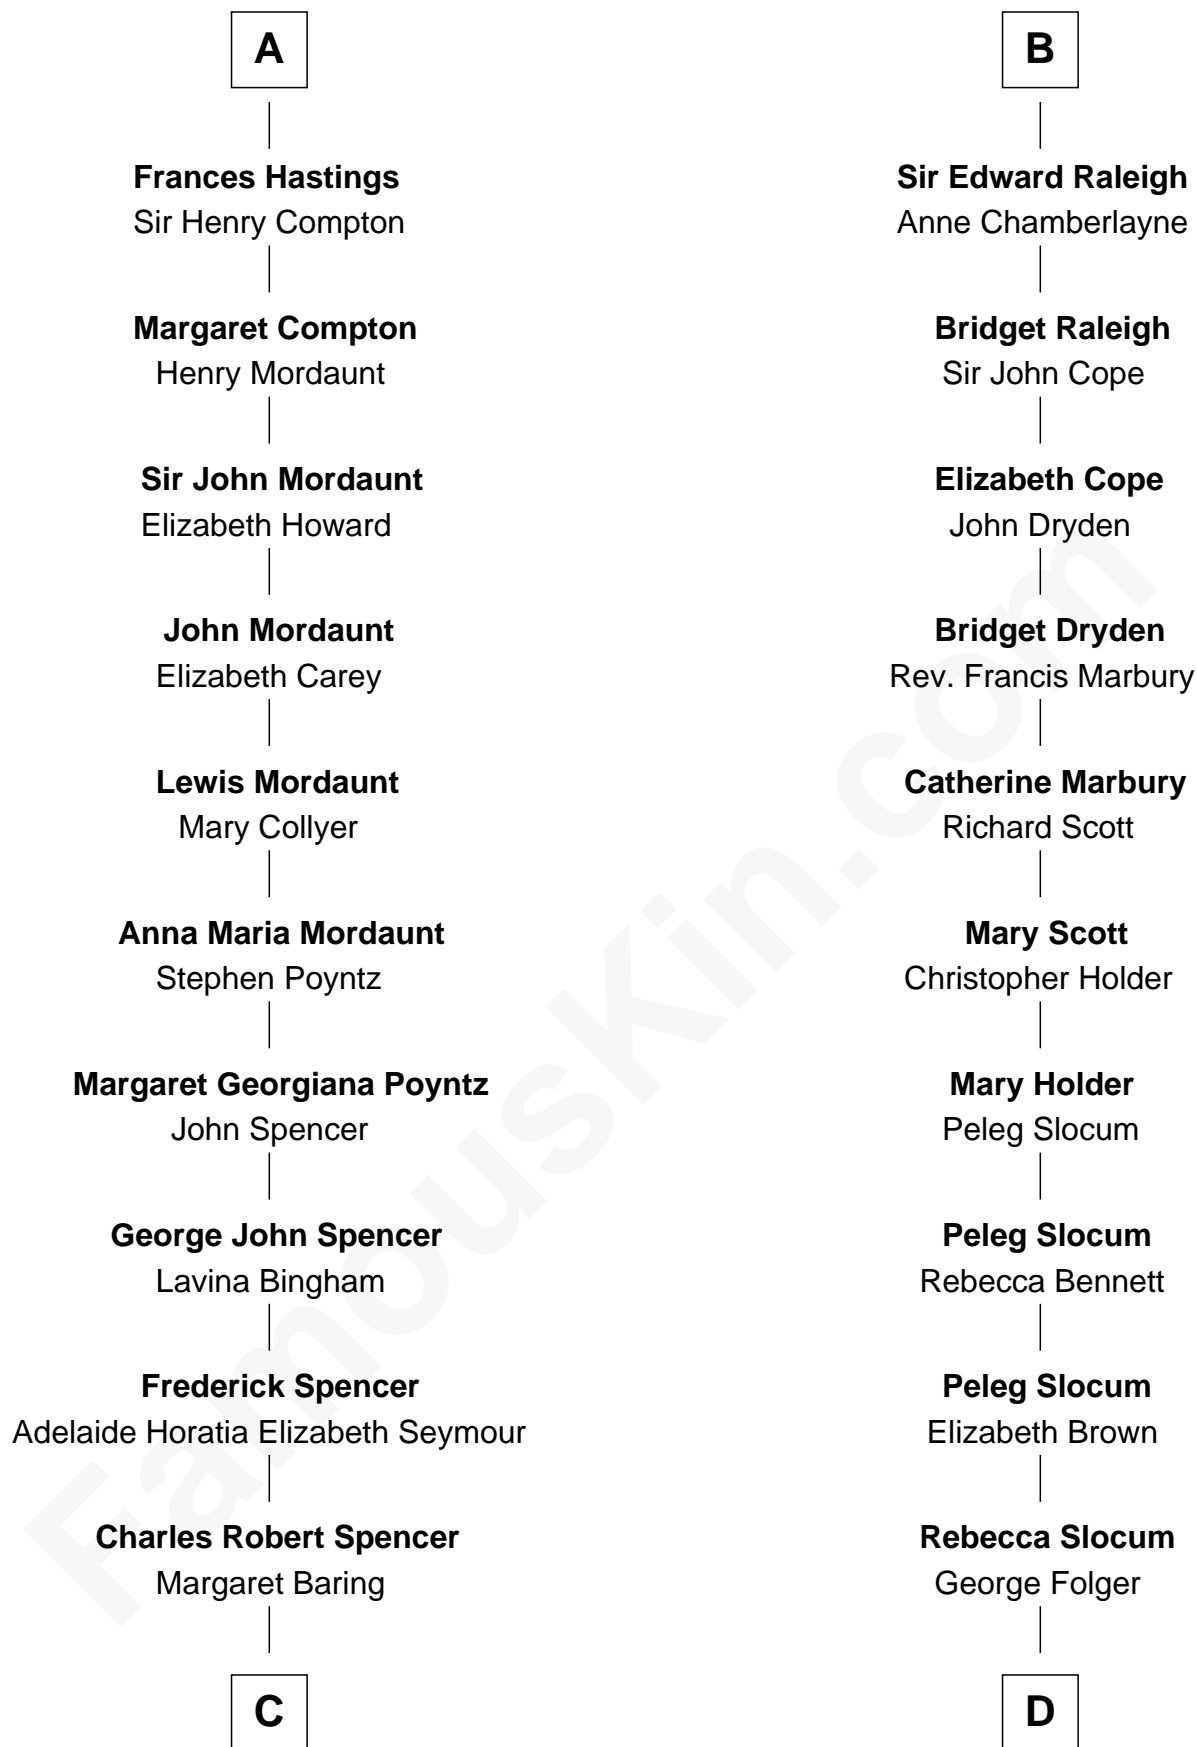 A
Frances Hastings
Sir Henry Compton
Margaret Compton
Henry Mordaunt
Sir John Mordaunt
Elizabeth Howard
John Mordaunt
Elizabeth Carey
Lewis Mordaunt
Mary Collyer
Anna Maria Mordaunt
Stephen Poyntz
Margaret Georgiana Poyntz
John Spencer
George John Spencer
Lavina Bingham
Frederick Spencer
Adelaide Horatia Elizabeth Seymour
Charles Robert Spencer
Margaret Baring
C
B
Sir Edward Raleigh
Anne Chamberlayne
Bridget Raleigh
Sir John Cope
Elizabeth Cope
John Dryden
Bridget Dryden
Rev. Francis Marbury
Catherine Marbury
Richard Scott
Mary Scott
Christopher Holder
Mary Holder
Peleg Slocum
Peleg Slocum
Rebecca Bennett
Peleg Slocum
Elizabeth Brown
Rebecca Slocum
George Folger
D
FamousKin.com